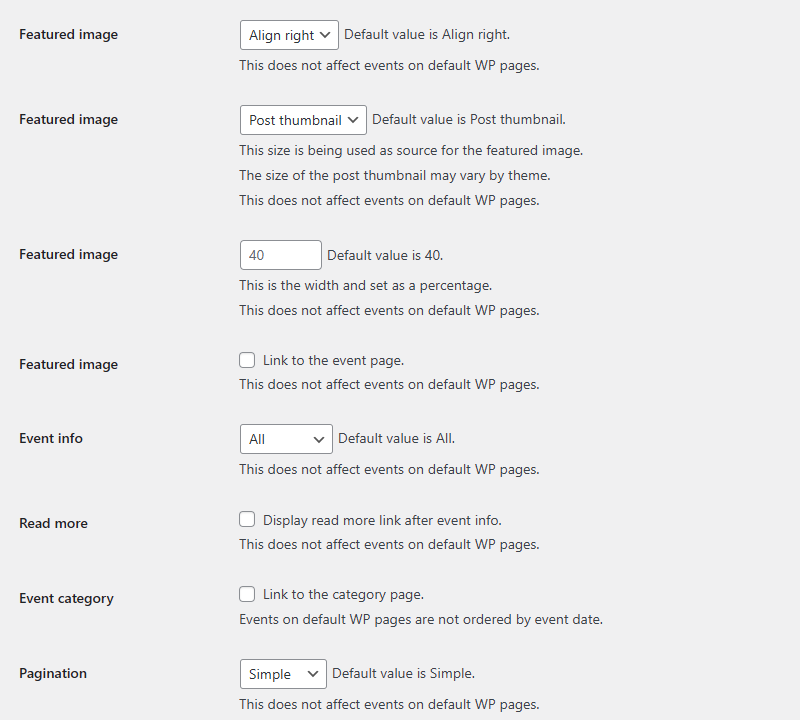 Featured image Align right Default value is Align right.
This does not affect events on default WP pages.
Featured image Post thumbnail Default value is Post thumbnail.
This size is being used as source for the featured image.
The size of the post thumbnail may vary by theme.
This does not affect events on default WP pages.
Featured image 40 Default value is 40.
This is the width and set as a percentage.
This does not affect events on default WP pages.
Featured image Link to the event page.
This does not affect events on default WP pages.
Event info All Default value is All.
This does not affect events on default WP pages.
Read more Display read more link after event info.
This does not affect events on default WP pages.
Event category Link to the category page.
Events on default WP pages are not ordered by event date.
Pagination Simple Default value is Simple.
This does not affect events on default WP pages.